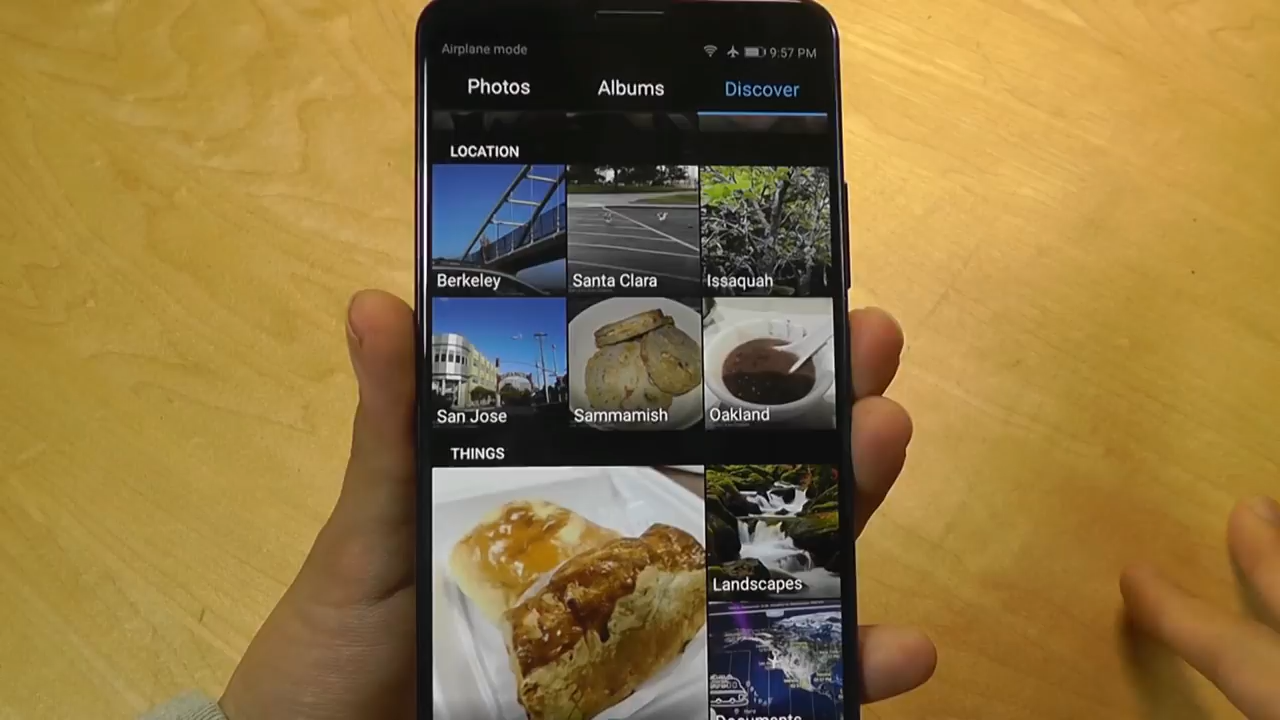 Airplane mode
9:57 PM
Photos
Albums
Discover
LOCATION
Berkeley
Santa Clara
Issaquah
San Jose
Sammamish
Oakland
THINGS
Landscapes
Documents